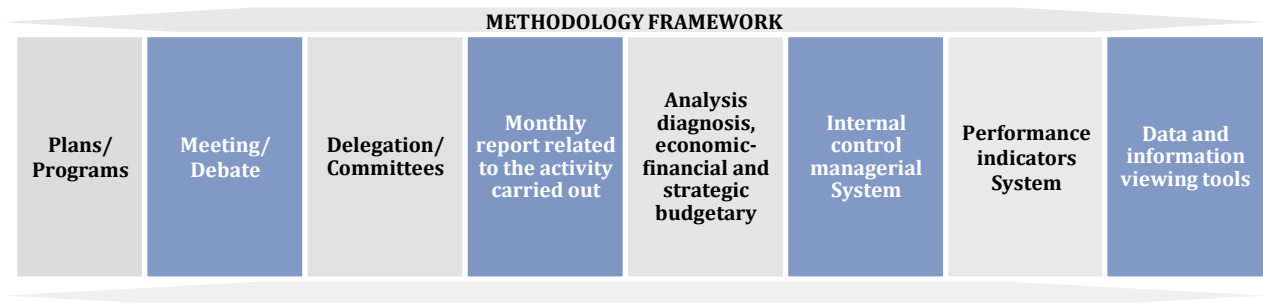 METHODOLOGY FRAMEWORK
Plans/
Programs
Meeting/
Debate
Delegation/
Committees
Monthly
report related
to the activity
carried out
Analysis
diagnosis,
economic-
financial and
strategic
budgetary
Internal
control
managerial
System
Performance
indicators
System
Data and
information
viewing tools